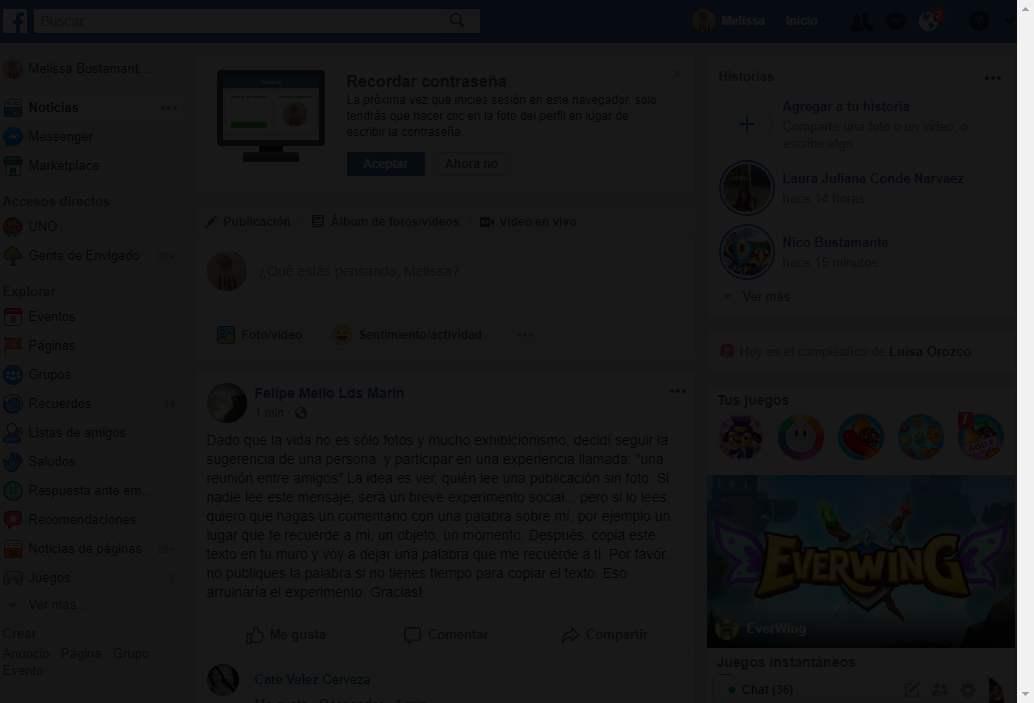 Buscar
Melissa
Inicio
2
Melissa Bustamant...
Noticias
Messenger
Marketplace
Accesos directos
UNO
Gente de Envigado 20+
Explorar
Eventos
Páginas
Grupos
Recuerdos 14
Listas de amigos
Saludos
Respuesta ante em...
Recomendaciones
Noticias de páginas 20+
Juegos 7
Ver más...
Crear
Anuncio Página Grupo
Evento
Recordar contraseña
La próxima vez que inicies sesión en este navegador, solo
tendrás que hacer clic en la foto del perfil en lugar de
escribir la contraseña.
Aceptar
Ahora no
Publicación
Álbum de fotos/videos
Video en vivo
¿Qué estás pensando, Melissa?
Foto/video
Sentimiento/actividad
Felipe Mello Lds Marin
1 min ·
Dado que la vida no es sólo fotos y mucho exhibicionismo, decidí seguir la
sugerencia de una persona, y participar en una experiencia llamada: "una
reunión entre amigos" La idea es ver, quién lee una publicación sin foto. Si
nadie lee este mensaje, será un breve experimento social... pero si lo lees,
quiero que hagas un comentario con una palabra sobre mí, por ejemplo un
lugar que te recuerde a mi, un objeto, un momento. Después, copia este
texto en tu muro y voy a dejar una palabra que me recuerde a ti. Por favor,
no publiques la palabra si no tienes tiempo para copiar el texto. Eso
arruinaría el experimento. Gracias!
Me gusta
Comentar
Compartir
Cate Velez Cerveza
Historias
Agregar a tu historia
Comparte una foto o un video, o
escribe algo
Laura Juliana Conde Narvaez
hace 14 horas
Nico Bustamante
hace 15 minutos
Ver más
Hoy es el cumpleaños de Luisa Orozco
Tus juegos
7
EVERWING
EverWing
Juegos instantáneos
Chat (36)